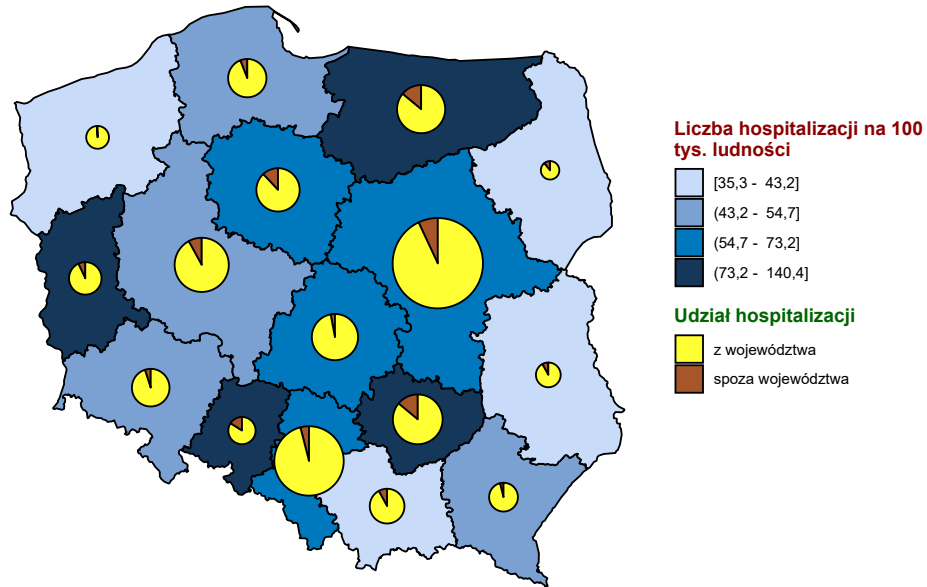 Liczba hospitalizacji na 100
tys. ludności
[35,3 - 43,2]
(43,2 - 54,7]
(54,7 - 73,2]
(73,2 - 140,4]
Udział hospitalizacji
z województwa
spoza województwa